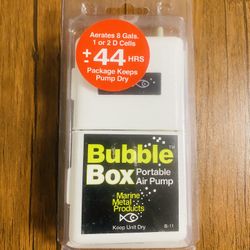 Aerates 8 Gals.
1 or 2 D Cells
± 44 HRS
Package Keeps
Pump Dry
Bubble™
Box Portable
Air Pump
Marine
Metal
Products
Keep Unit Dry
B-11